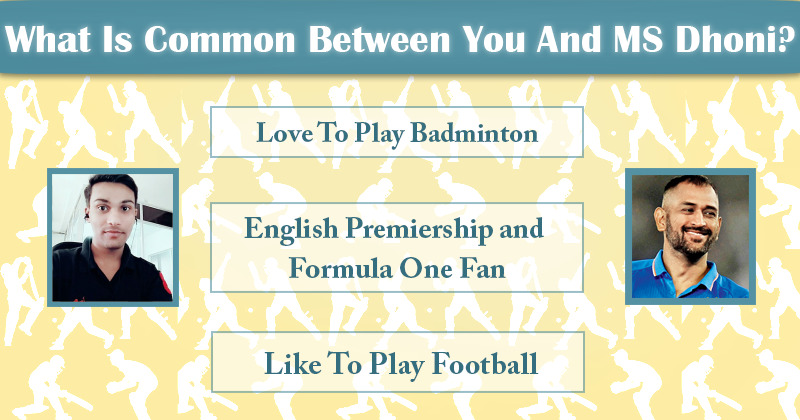 What Is Common Between You And MS Dhoni?
Love To Play Badminton
English Premiership and
Formula One Fan
Like To Play Football